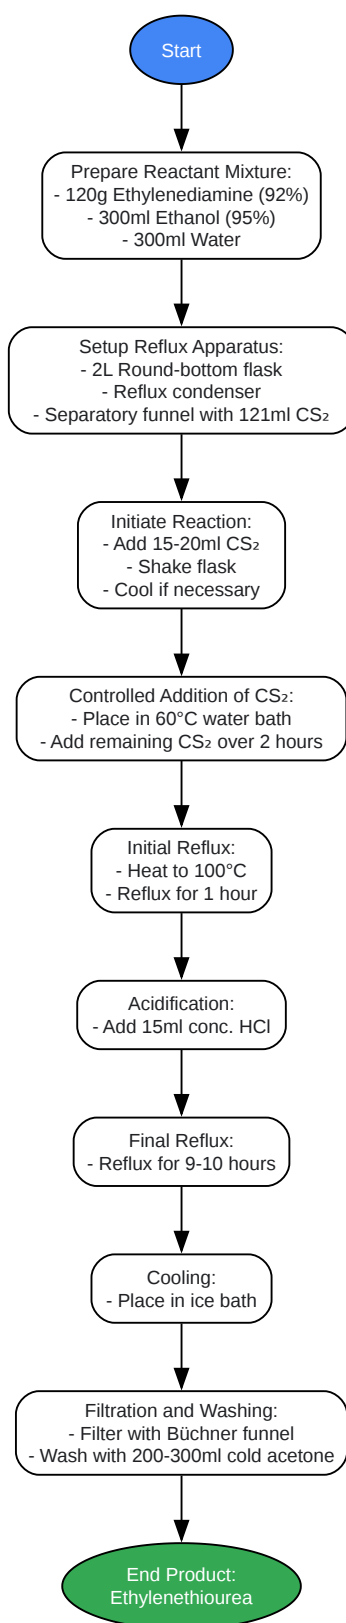 Start
Prepare Reactant Mixture:
- 120g Ethylenediamine (92%)
- 300ml Ethanol (95%)
- 300ml Water
Setup Reflux Apparatus:
- 2L Round-bottom flask
- Reflux condenser
- Separatory funnel with 121ml CS₂
Initiate Reaction:
- Add 15-20ml CS₂
- Shake flask
- Cool if necessary
Controlled Addition of CS₂:
- Place in 60°C water bath
- Add remaining CS₂ over 2 hours
Initial Reflux:
- Heat to 100°C
- Reflux for 1 hour
Acidification:
- Add 15ml conc. HCl
Final Reflux:
- Reflux for 9-10 hours
Cooling:
- Place in ice bath
Filtration and Washing:
- Filter with Büchner funnel
- Wash with 200-300ml cold acetone
End Product:
Ethylenethiourea